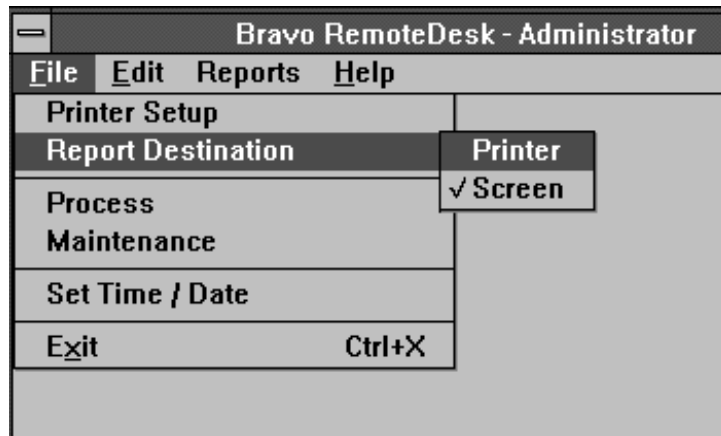 Bravo RemoteDesk - Administrator
File Edit Reports Help
Printer Setup
Report Destination
Printer
✓ Screen
Process
Maintenance
Set Time / Date
Exit Ctrl+X